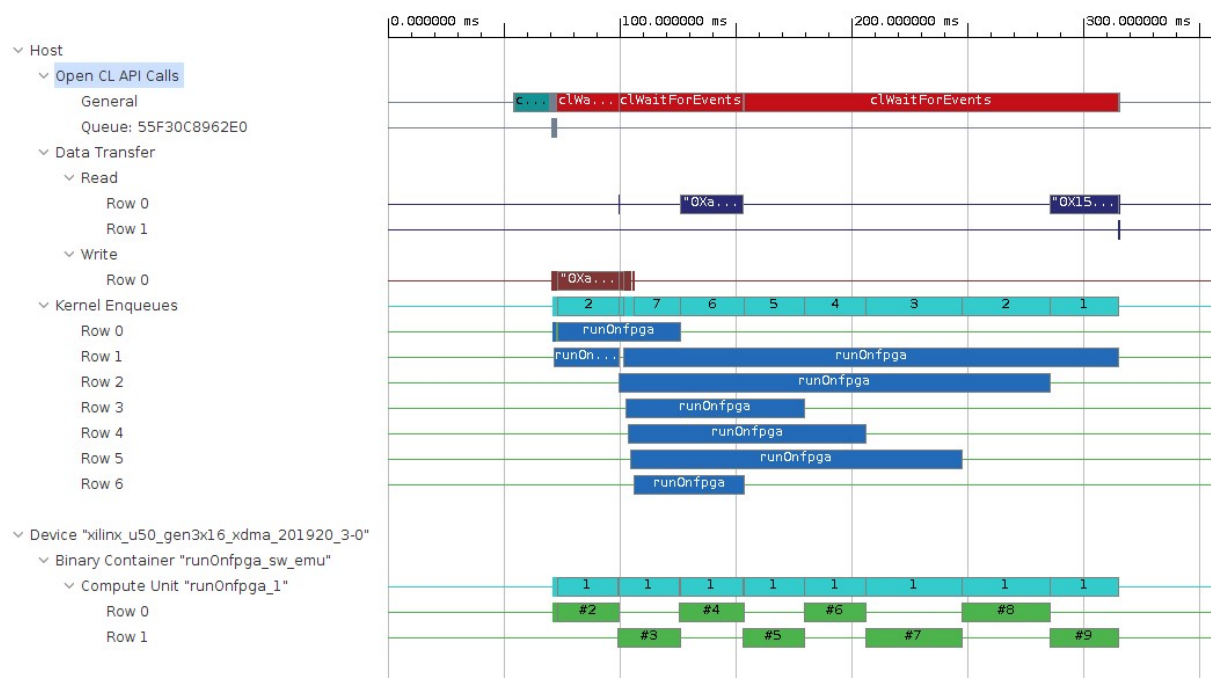 0.000000 ms 100.000000 ms 200.000000 ms 300.000000 ms
Host
Open CL API Calls
General c... clWa... clWaitForEvents clWaitForEvents
Queue: 55F30C8962E0
Data Transfer
Read
Row 0 "0Xa... "0X15...
Row 1
Write
Row 0 "0Xa...
Kernel Enqueues 2 7 6 5 4 3 2 1
Row 0 runOnfpga
Row 1 runOn... runOnfpga
Row 2 runOnfpga
Row 3 runOnfpga
Row 4 runOnfpga
Row 5 runOnfpga
Row 6 runOnfpga
Device "xilinx_u50_gen3x16_xdma_201920_3-0"
Binary Container "runOnfpga_sw_emu"
Compute Unit "runOnfpga_1" 1 1 1 1 1 1 1 1
Row 0 #2 #4 #6 #8
Row 1 #3 #5 #7 #9